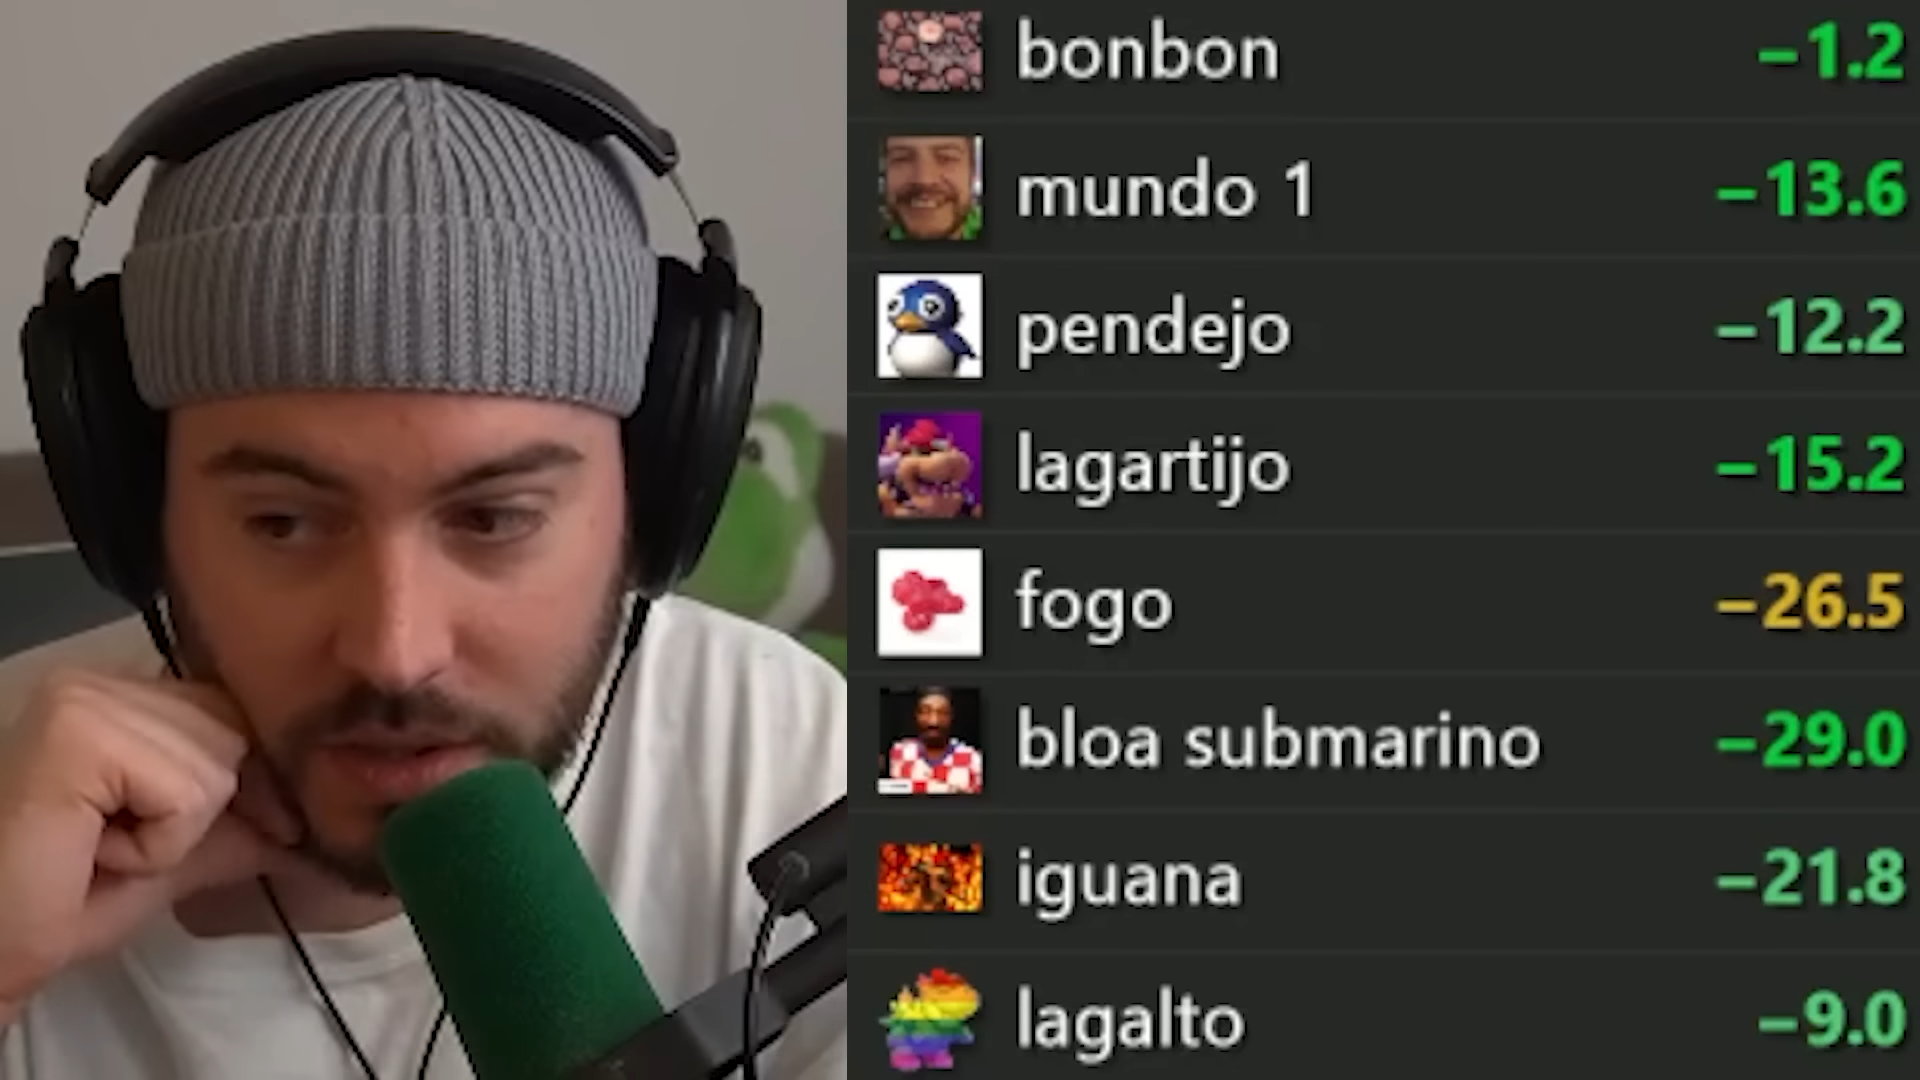 bonbon −1.2
mundo 1 −13.6
pendejo −12.2
lagartijo −15.2
fogo −26.5
bloa submarino −29.0
iguana −21.8
lagalto −9.0